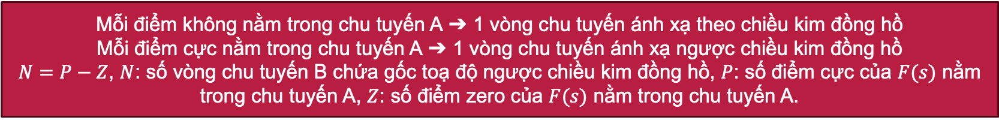 Mỗi điểm không nằm trong chu tuyến A ➔ 1 vòng chu tuyến ánh xạ theo chiều kim đồng hồ
Mỗi điểm cực nằm trong chu tuyến A ➔ 1 vòng chu tuyến ánh xạ ngược chiều kim đồng hồ
N = P − Z, N: số vòng chu tuyến B chứa gốc toạ độ ngược chiều kim đồng hồ, P: số điểm cực của F(s) nằm
trong chu tuyến A, Z: số điểm zero của F(s) nằm trong chu tuyến A.